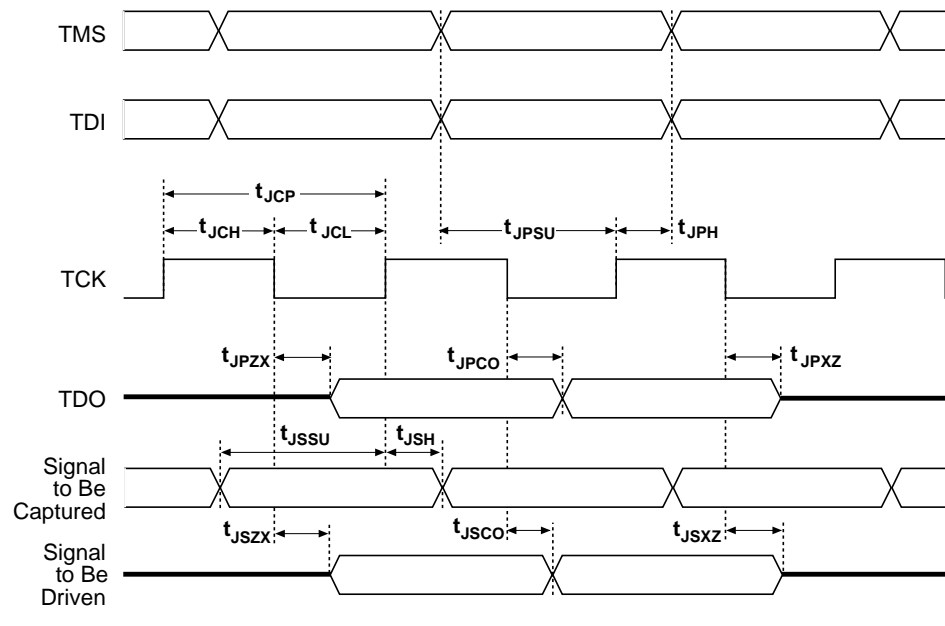 TMS
TDI
tJCP
tJCH tJCL tJPSU tJPH
TCK
tJPZX tJPCO tJPXZ
TDO
tJSSU tJSH
Signal
to Be
Captured
tJSZX tJSCO tJSXZ
Signal
to Be
Driven